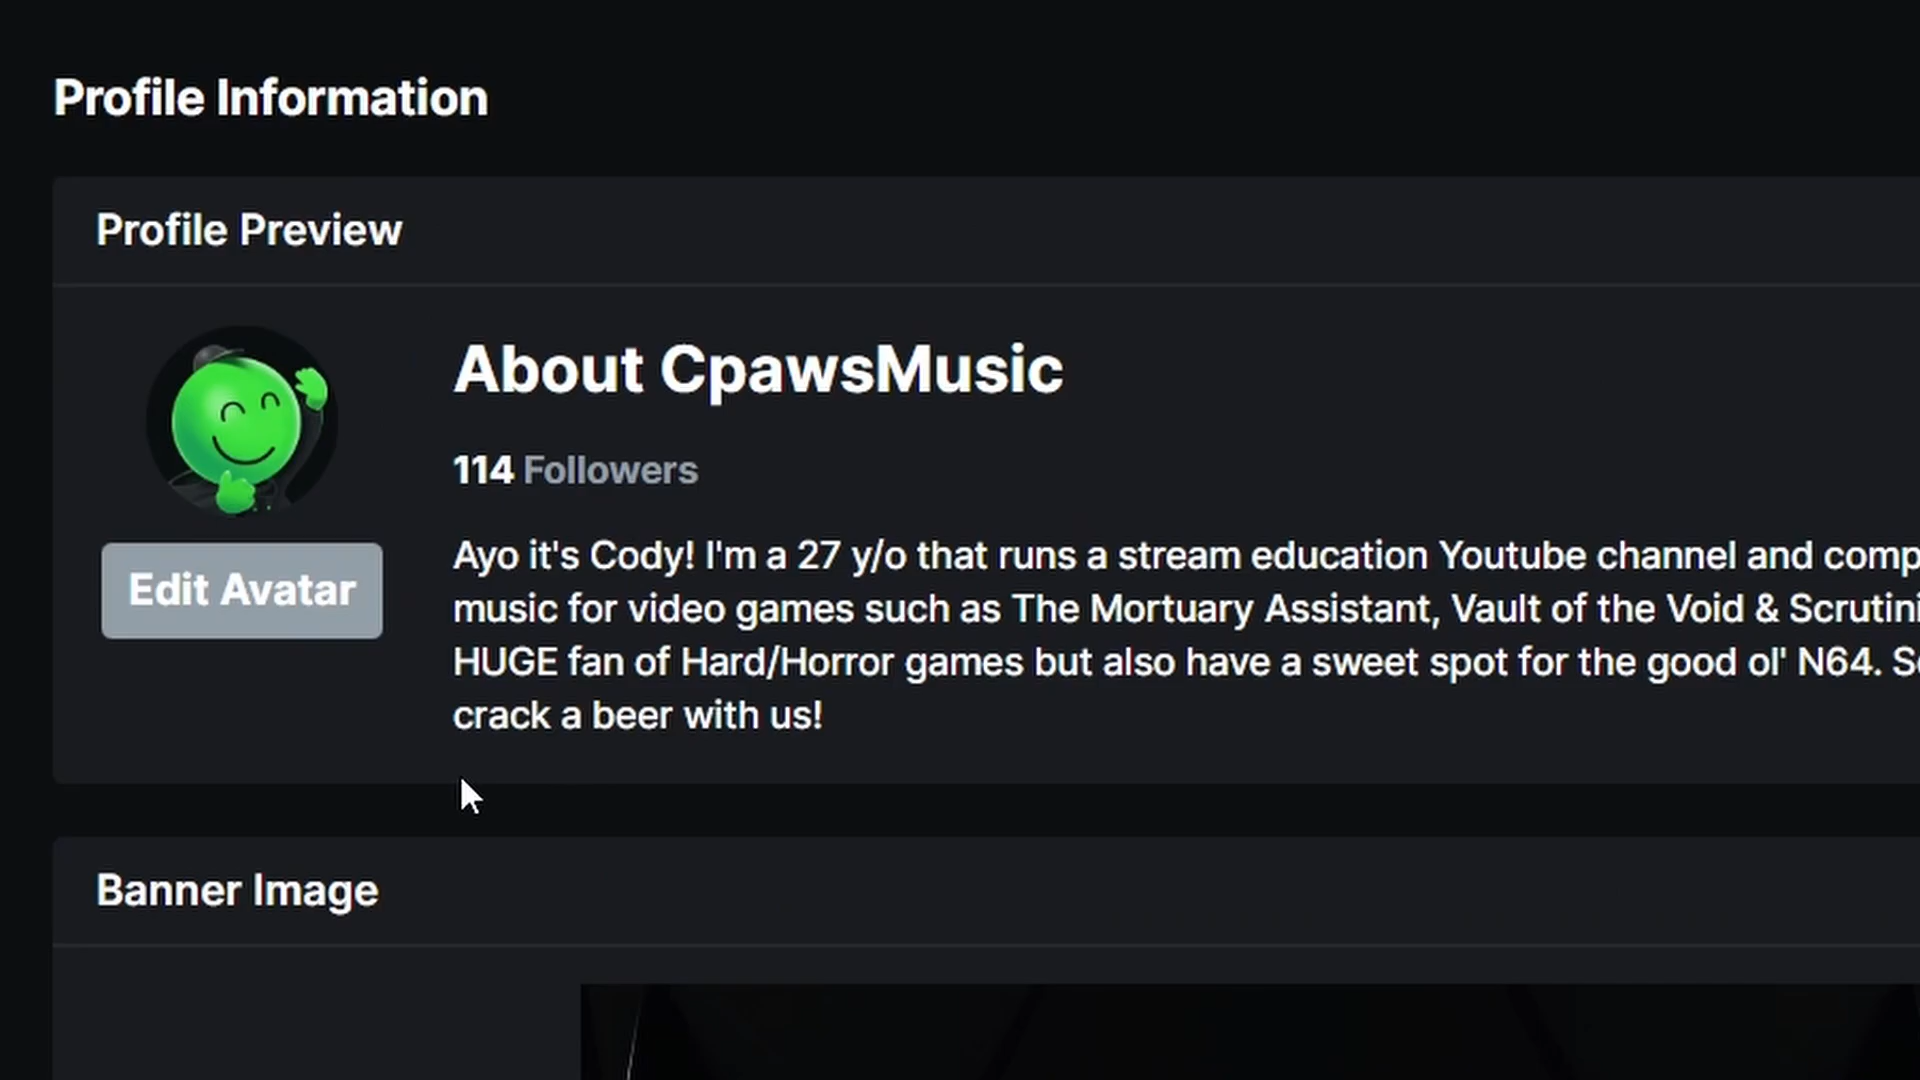 Profile Information
Profile Preview
About CpawsMusic
114 Followers
Edit Avatar
Ayo it's Cody! I'm a 27 y/o that runs a stream education Youtube channel and comp
music for video games such as The Mortuary Assistant, Vault of the Void & Scrutini
HUGE fan of Hard/Horror games but also have a sweet spot for the good ol' N64. S
crack a beer with us!
Banner Image